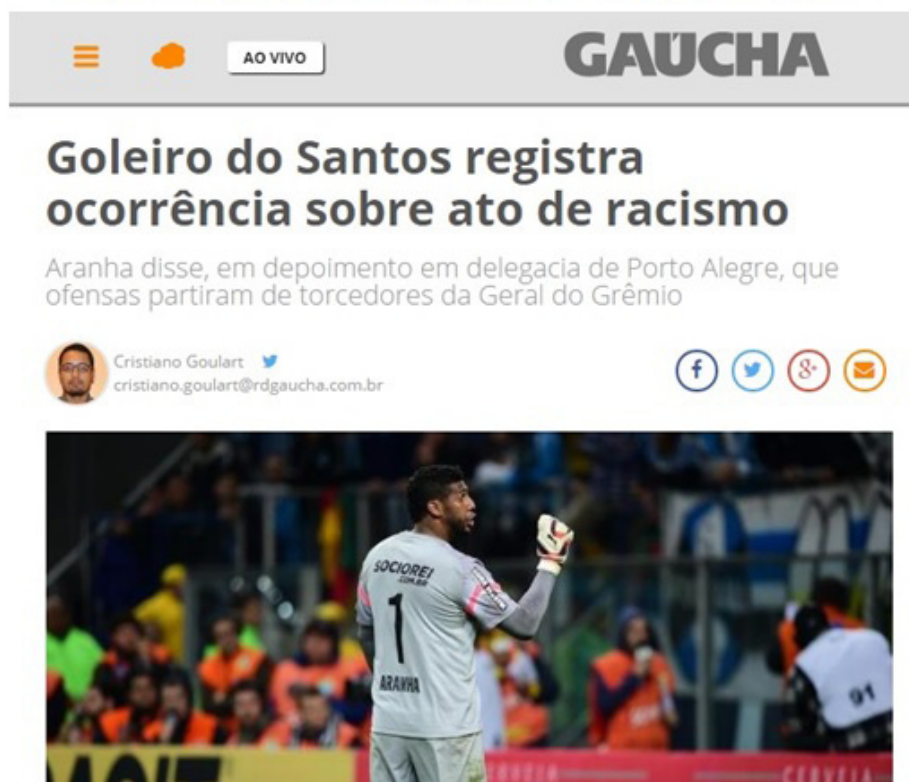 AO VIVO
GAÚCHA
Goleiro do Santos registra
ocorrência sobre ato de racismo
Aranha disse, em depoimento em delegacia de Porto Alegre, que
ofensas partiram de torcedores da Geral do Grêmio
Cristiano Goulart
cristiano.goulart@rdgaucha.com.br
SOCIOREI
.COM.BR
1
ARANHA
91
CERVEJA